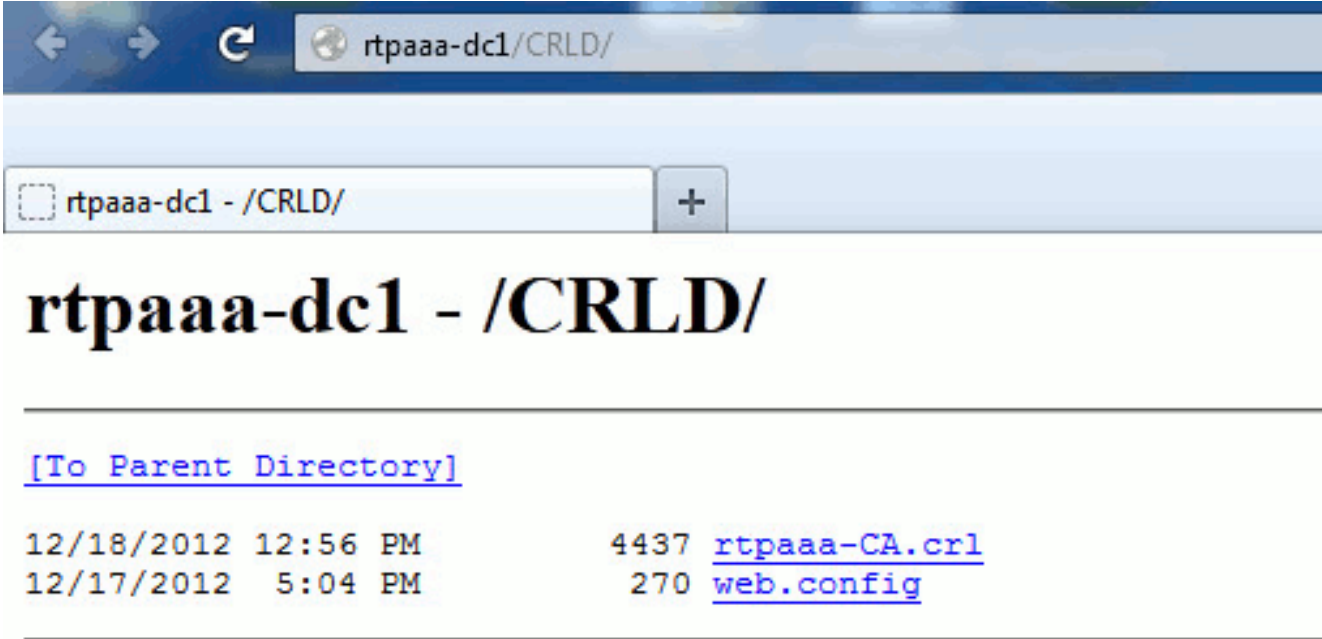 rtpaaa-dc1/CRLD/
rtpaaa-dc1 - /CRLD/
+
rtpaaa-dc1 - /CRLD/
[To Parent Directory]
12/18/2012 12:56 PM 4437 rtpaaa-CA.crl
12/17/2012 5:04 PM 270 web.config